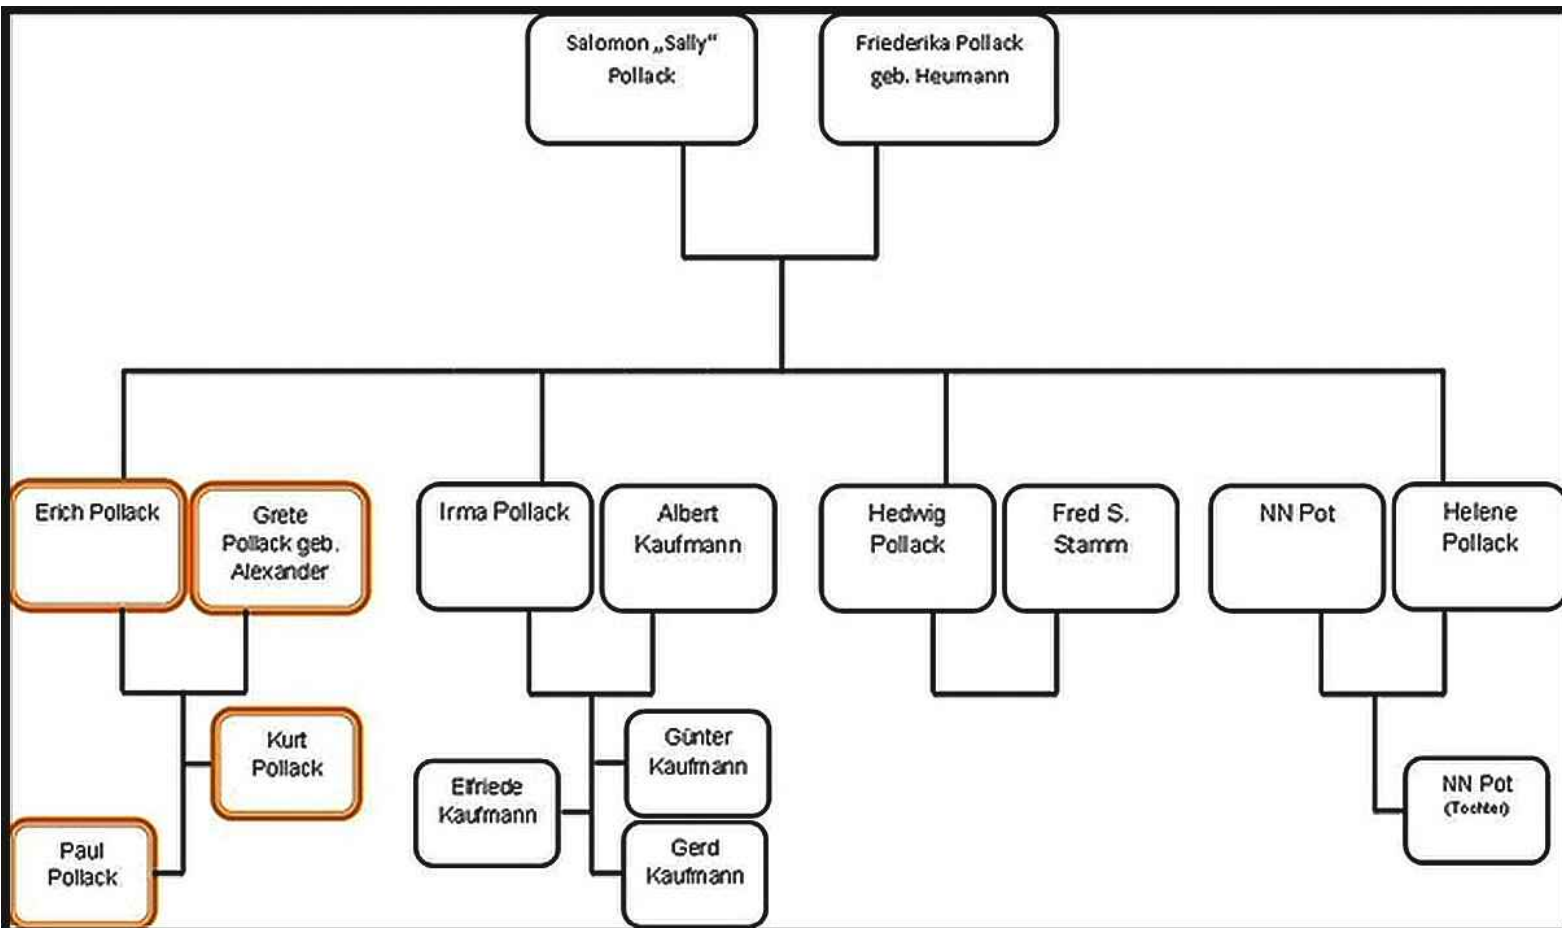 Salomon „Sally“
Pollack
Friederika Pollack
geb. Heumann
Erich Pollack
Grete
Pollack geb.
Alexander
Irma Pollack
Albert
Kaufmann
Hedwig
Pollack
Fred S.
Stamm
NN Pot
Helene
Pollack
Kurt
Pollack
Paul
Pollack
Elfriede
Kaufmann
Günter
Kaufmann
Gerd
Kaufmann
NN Pot
(Tochter)